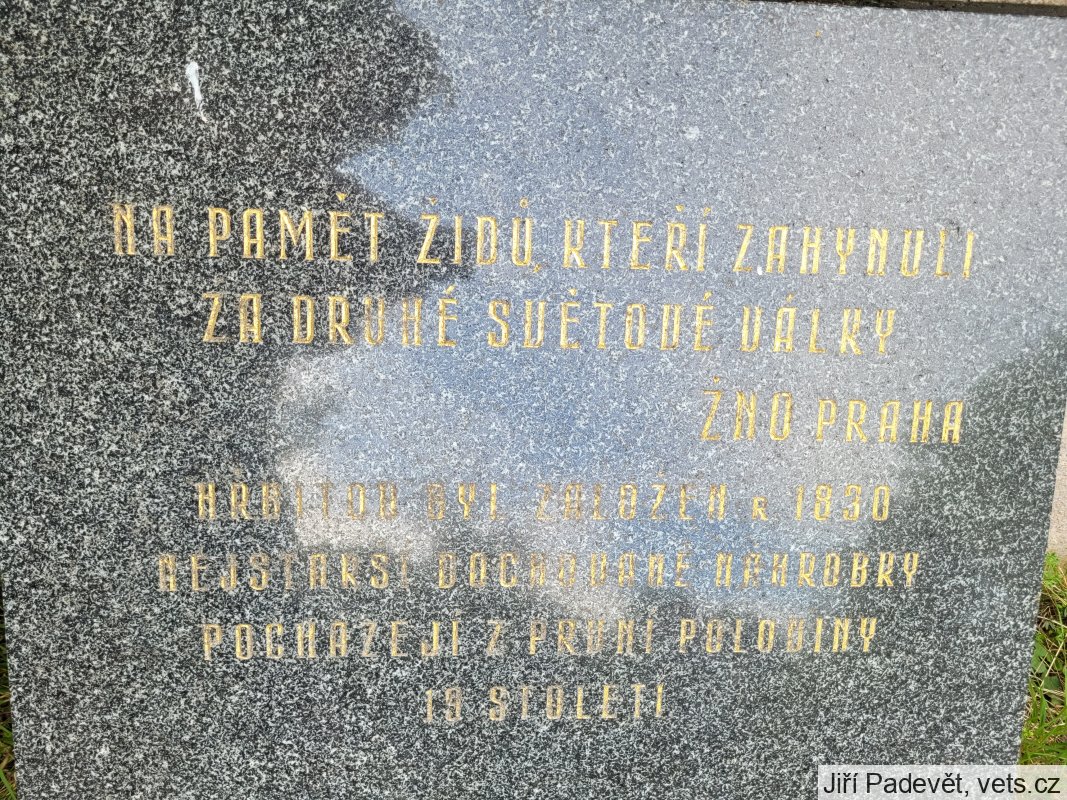 NA PAMĚT ŽIDŮ, KTEŘÍ ZAHYNULI
ZA DRUHÉ SVĚTOVÉ VÁLKY
ŽNO PRAHA
HŘBITOV BYL ZALOŽEN R 1830
NEJSTARŠÍ DOCHOVANÉ NÁHROBKY
POCHÁZEJÍ Z PRVNÍ POLOVINY
19 STOLETÍ
Jiří Padevět, vets.cz